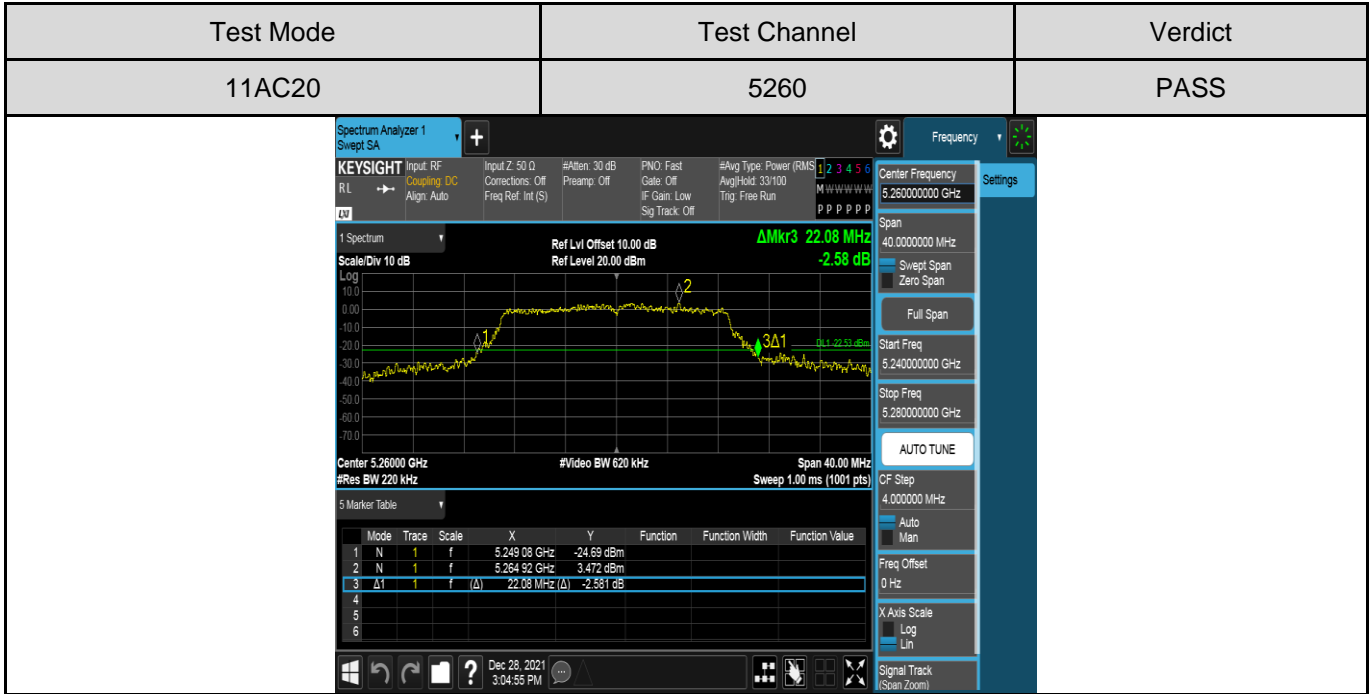 Test Mode Test Channel Verdict
11AC20 5260 PASS
Spectrum Analyzer 1
Swept SA
+
Frequency
KEYSIGHT Input: RF Input Z: 50 Ω #Atten: 30 dB PNO: Fast #Avg Type: Power (RMS 1 2 3 4 5 6
RL Coupling: DC Corrections: Off Preamp: Off Gate: Off Avg|Hold: 33/100 M W W W W W
Align: Auto Freq Ref: Int (S) IF Gain: Low Trig: Free Run
LXI Sig Track: Off P P P P P P
1 Spectrum
Ref Lvl Offset 10.00 dB ΔMkr3 22.08 MHz
Scale/Div 10 dB Ref Level 20.00 dBm -2.58 dB
Log
10.0
0.00
-10.0
-20.0
-30.0
-40.0
-50.0
-60.0
-70.0
1
2
3Δ1
DL1 -22.53 dBm
Center 5.26000 GHz #Video BW 620 kHz Span 40.00 MHz
#Res BW 220 kHz Sweep 1.00 ms (1001 pts)
5 Marker Table
Mode Trace Scale X Y Function Function Width Function Value
1 N 1 f 5.249 08 GHz -24.69 dBm
2 N 1 f 5.264 92 GHz 3.472 dBm
3 Δ1 1 f (Δ) 22.08 MHz (Δ) -2.581 dB
4
5
6
?
Dec 28, 2021
3:04:55 PM
Settings
Center Frequency
5.260000000 GHz
Span
40.0000000 MHz
Swept Span
Zero Span
Full Span
Start Freq
5.240000000 GHz
Stop Freq
5.280000000 GHz
AUTO TUNE
CF Step
4.000000 MHz
Auto
Man
Freq Offset
0 Hz
X Axis Scale
Log
Lin
Signal Track
(Span Zoom)